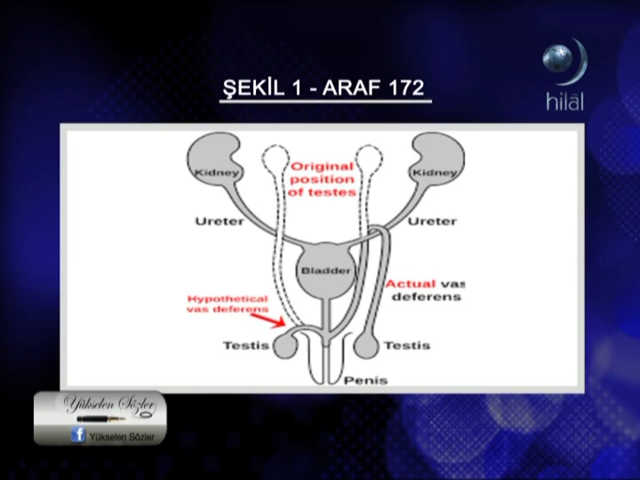 ŞEKİL 1 - ARAF 172
hilâl
Kidney
Original
position
of testes
Kidney
Ureter
Ureter
Bladder
Actual vas
deferens
Hypothetical
vas deferens
Testis
Testis
Penis
Yükselen Sözler
f Yükselen Sözler